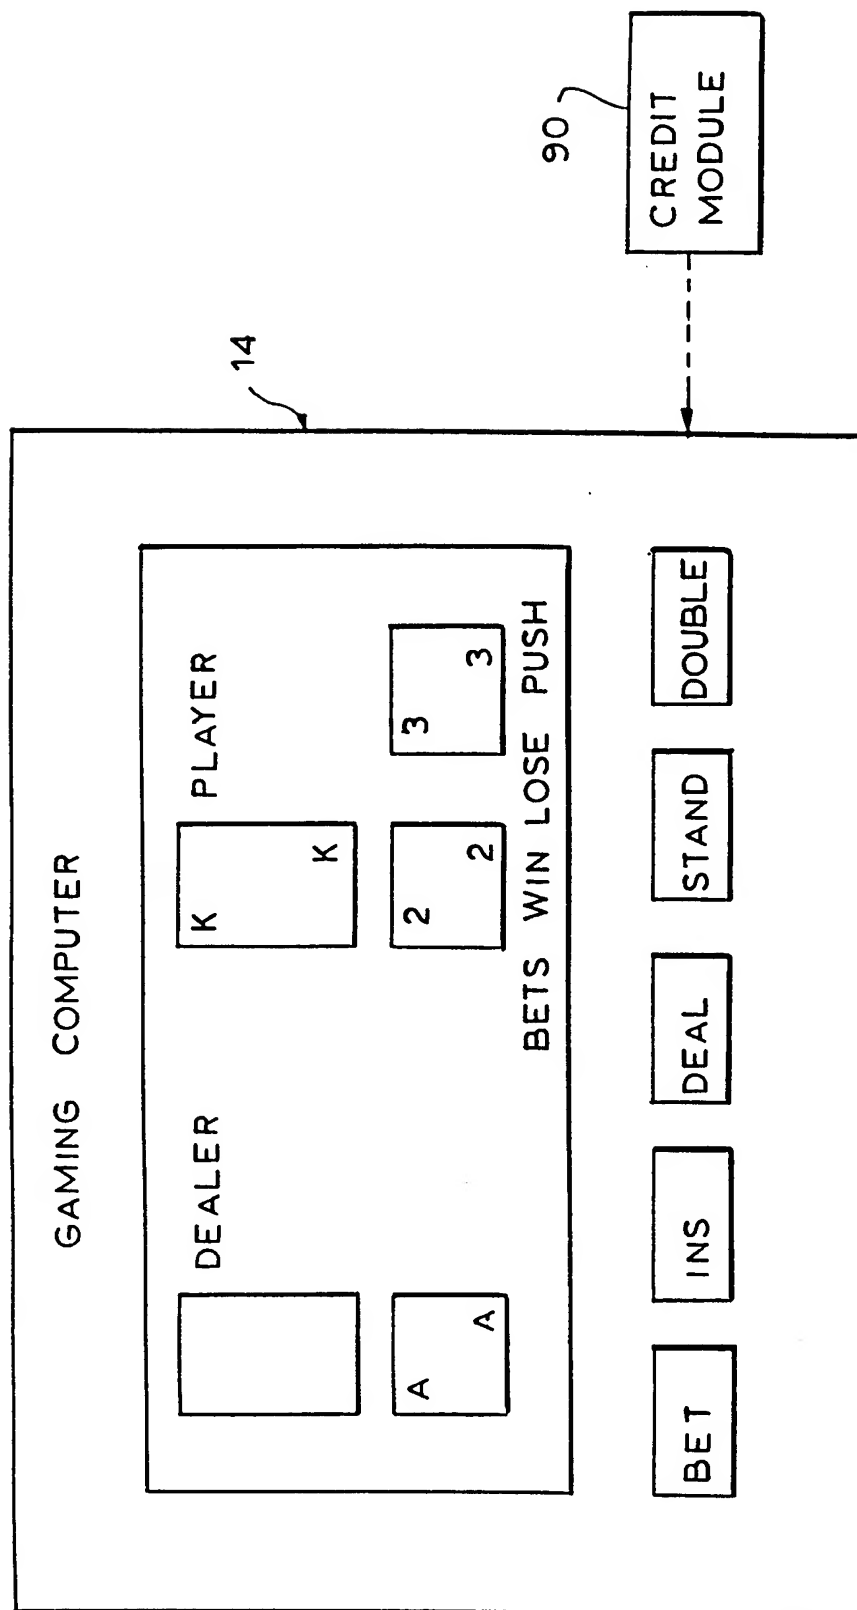 GAMING COMPUTER
14
DEALER
PLAYER
K
K
A
A
2
2
3
3
BETS WIN LOSE PUSH
BET
INS
DEAL
STAND
DOUBLE
90
CREDIT
MODULE